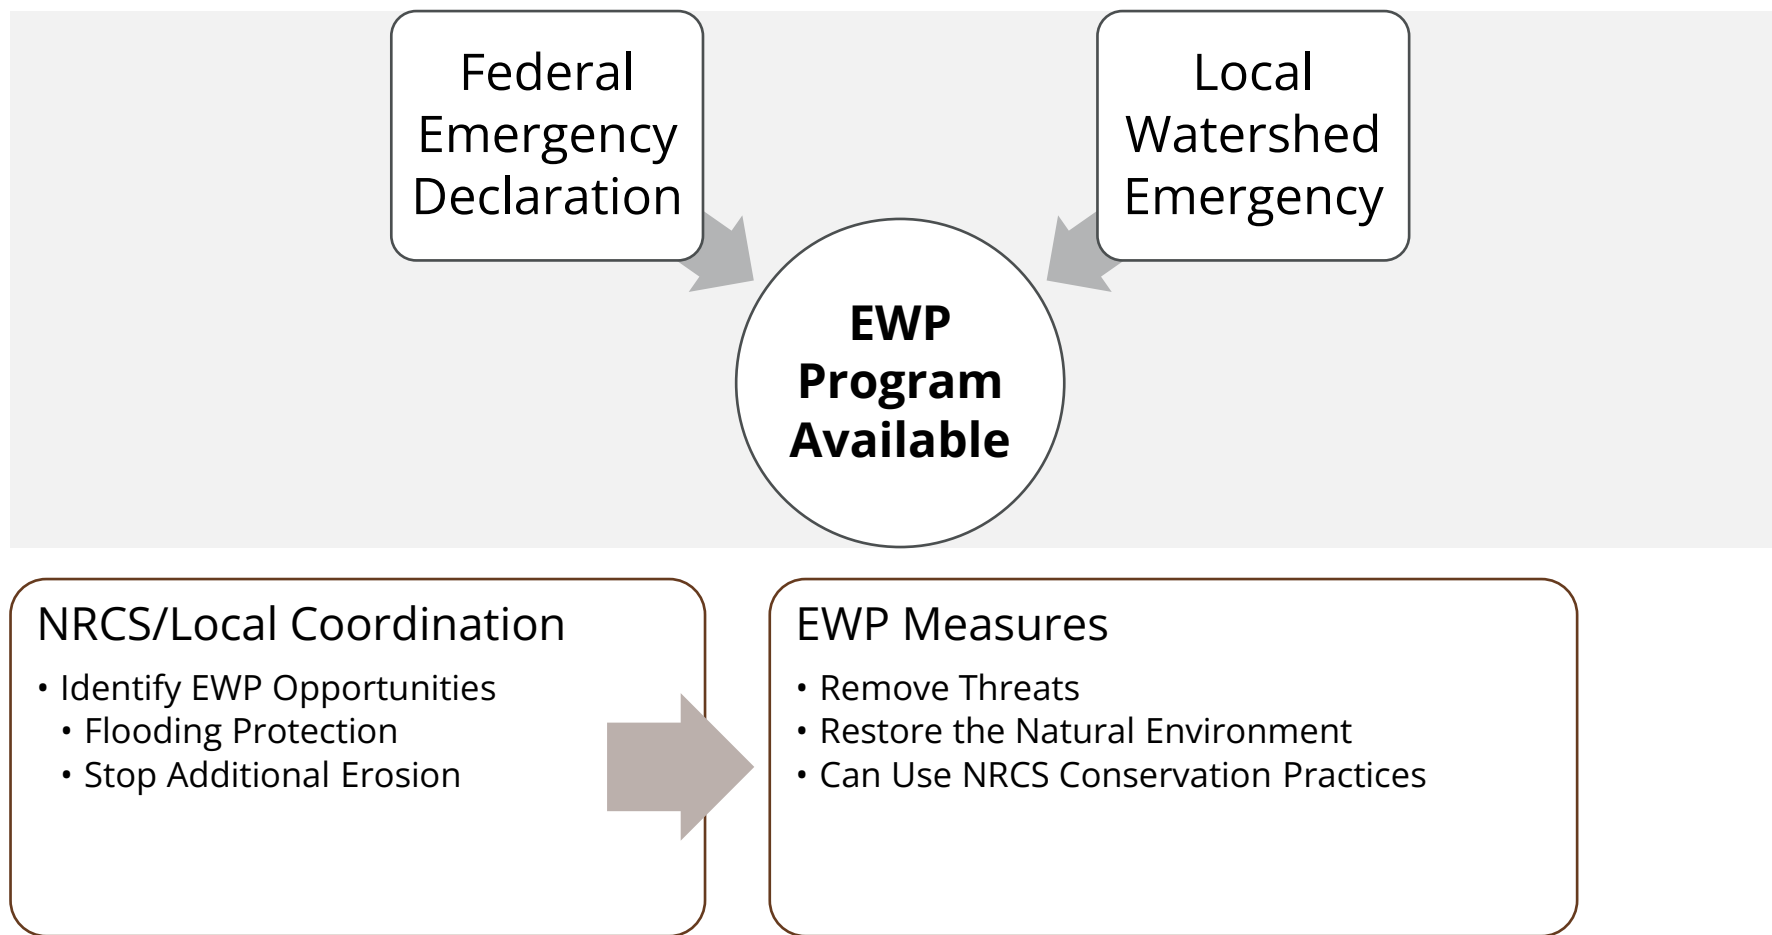 Federal
Emergency
Declaration
Local
Watershed
Emergency
EWP
Program
Available
NRCS/Local Coordination
• Identify EWP Opportunities
• Flooding Protection
• Stop Additional Erosion
EWP Measures
• Remove Threats
• Restore the Natural Environment
• Can Use NRCS Conservation Practices